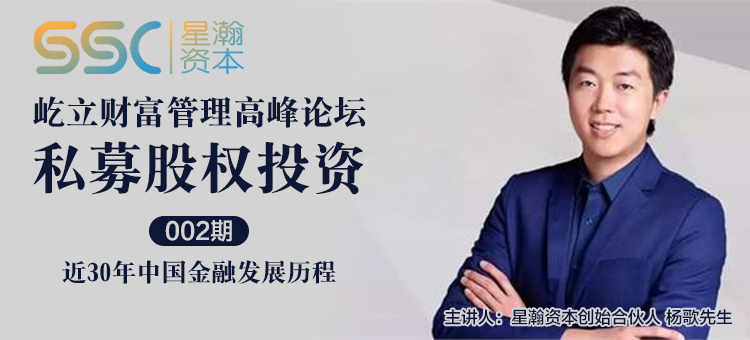 SSC 星瀚资本
屹立财富管理高峰论坛
私募股权投资
002期
近30年中国金融发展历程
主讲人：星瀚资本创始合伙人 杨歌先生